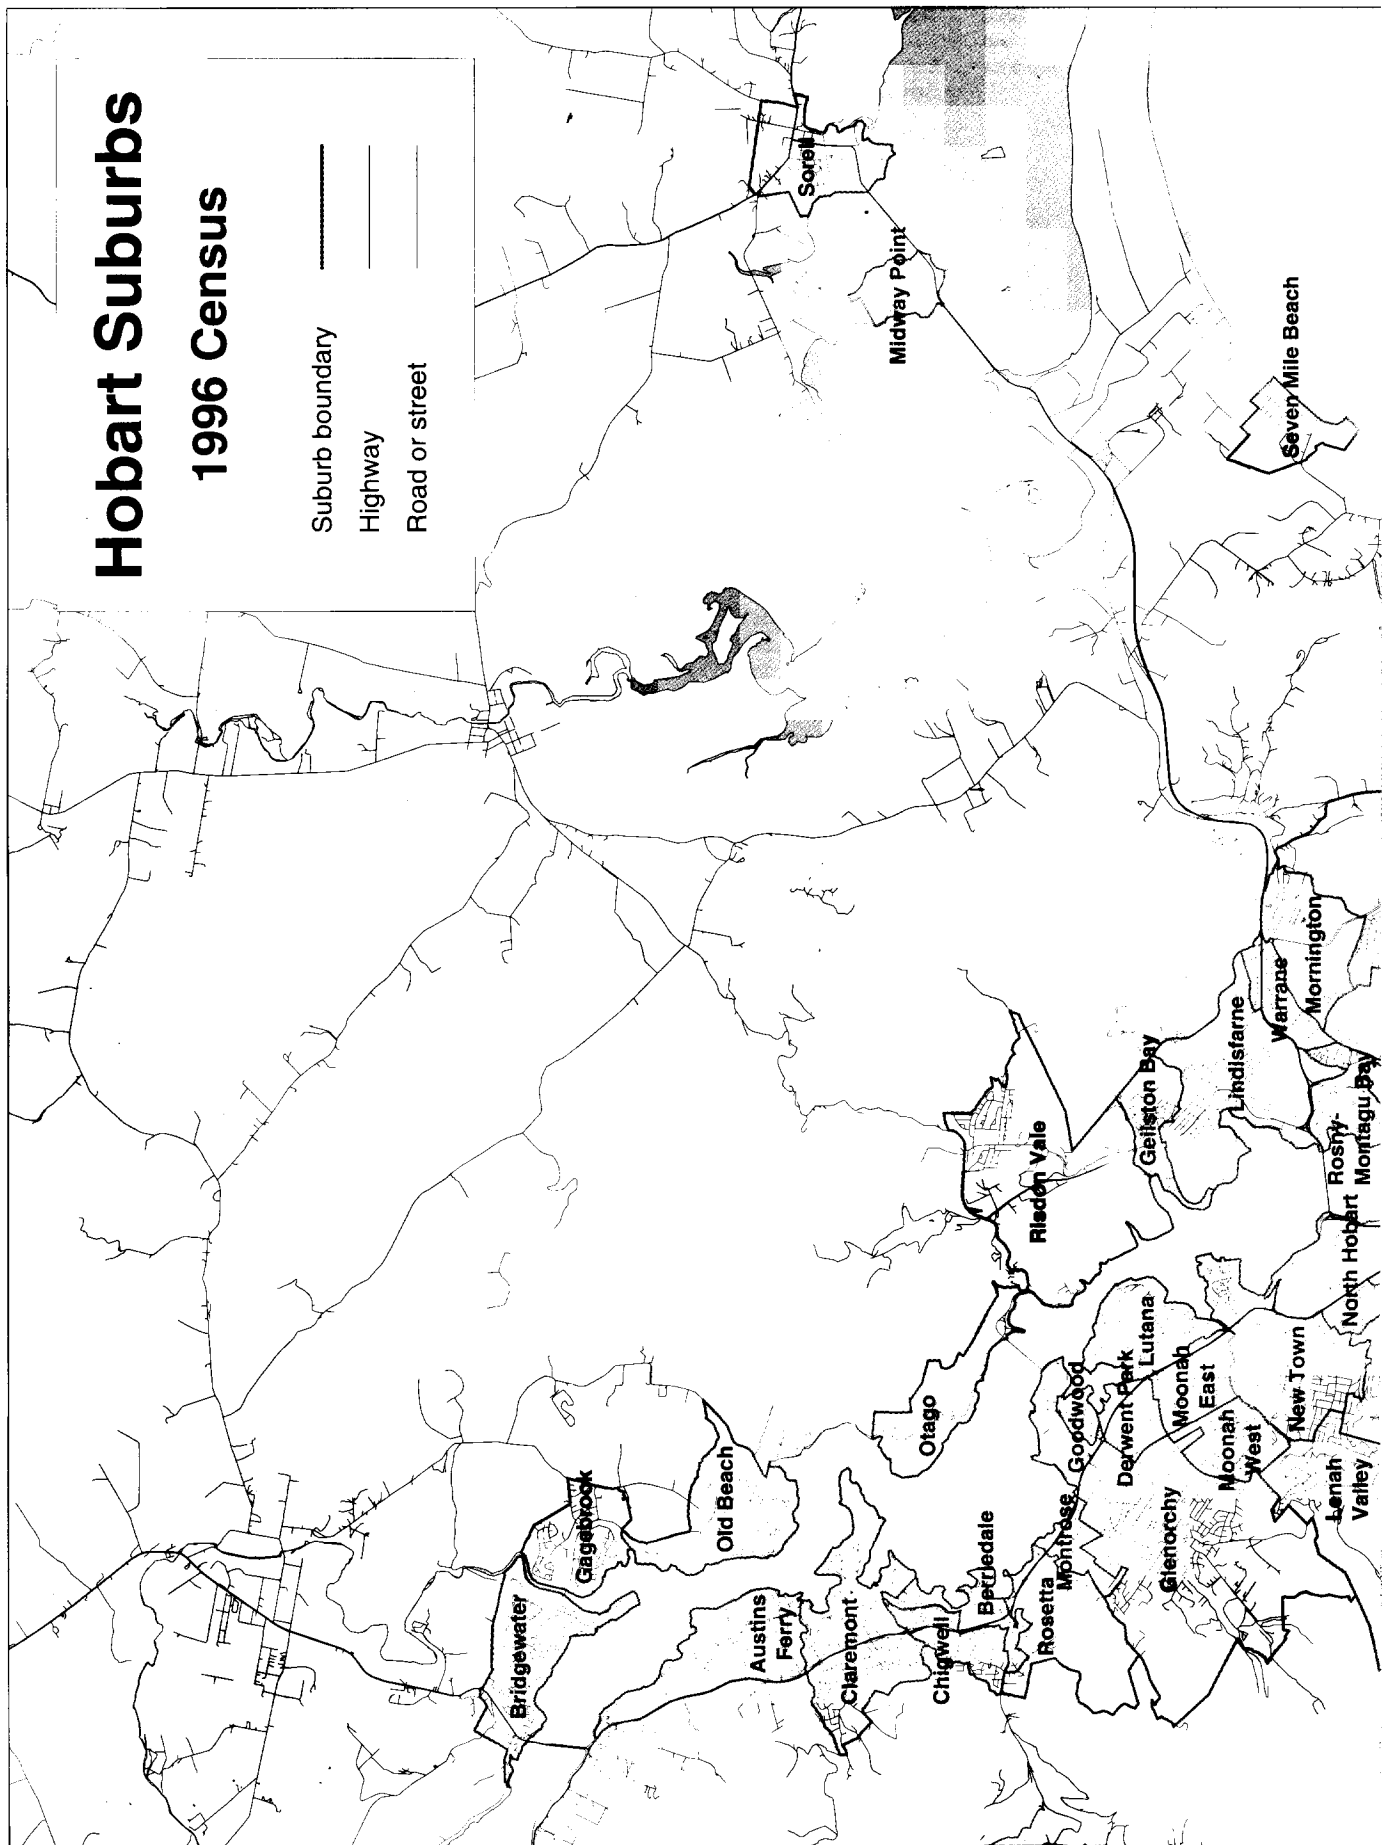 Hobart Suburbs
1996 Census
Suburb boundary
Highway
Road or street
Sorell
Midway Point
Seven Mile Beach
Bridgewater
Gagebrook
Old Beach
Austins
Ferry
Claremont
Otago
Chigwell
Berriedale
Risdon Vale
Rosetta
Montrose
Goodwood
Derwent Park
Lutana
Geilston Bay
Glenorchy
Moonah
East
Moonah
West
Lindisfarne
Warrane
Mornington
New Town
Lenah
Valley
North Hobart
Rosny-
Montagu Bay